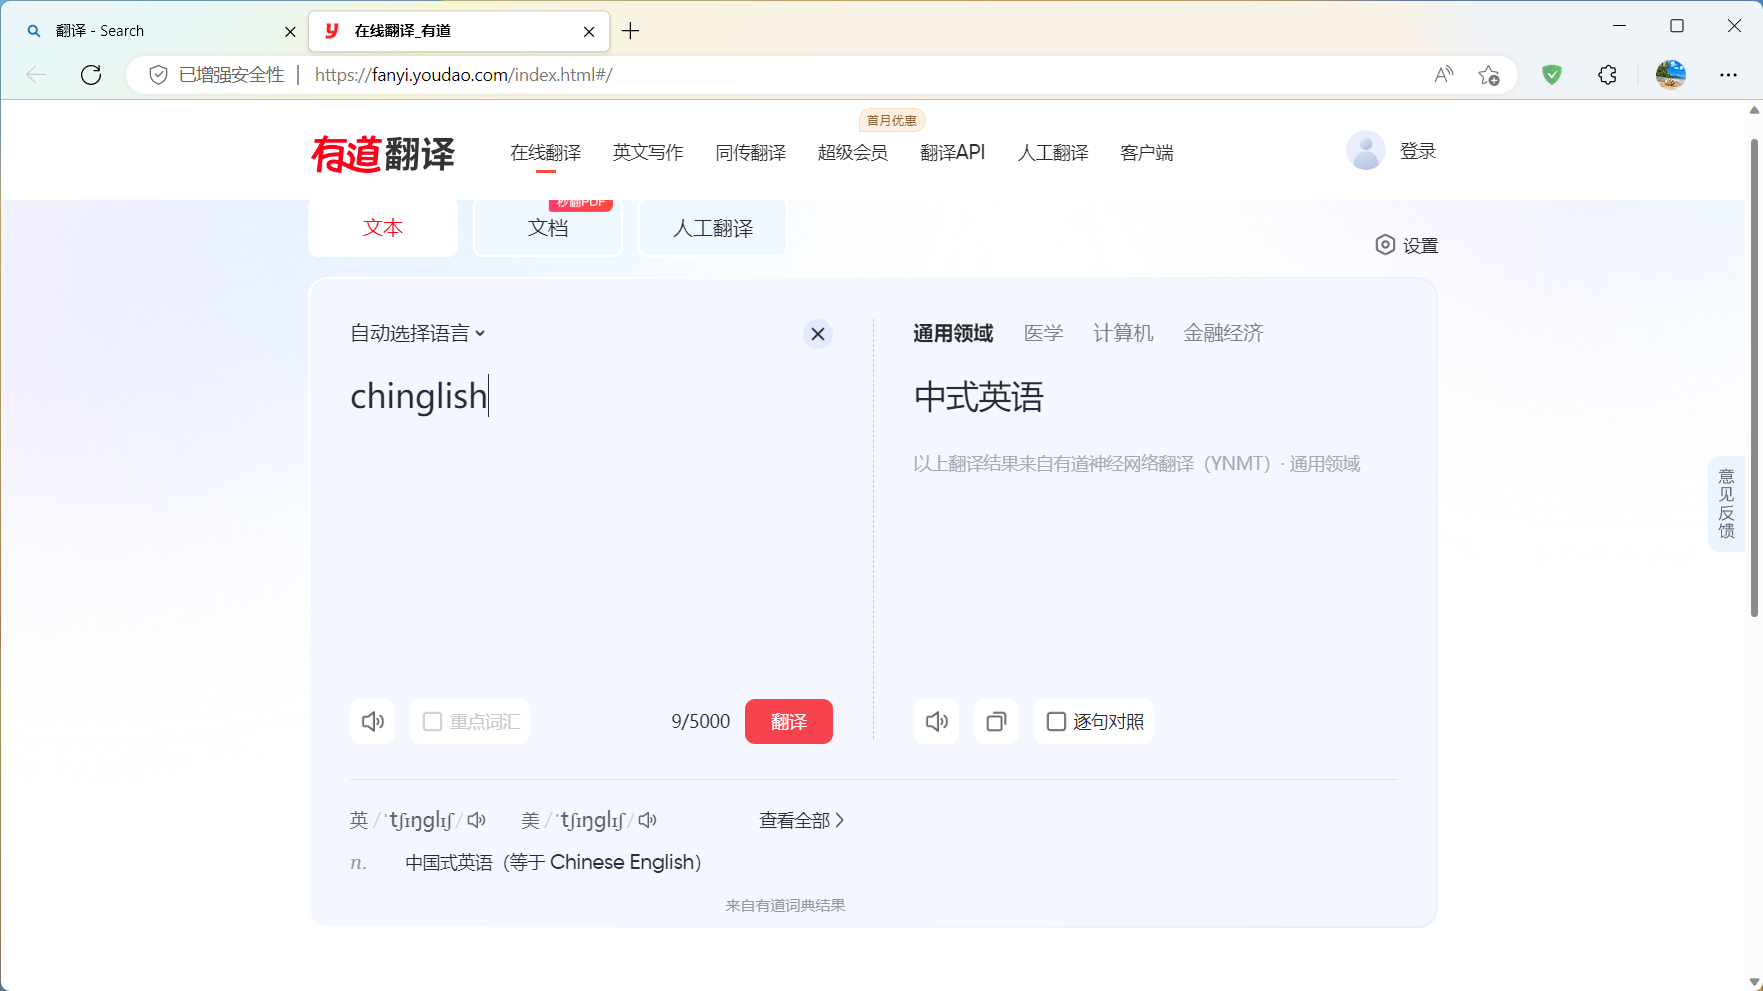 翻译 - Search
在线翻译_有道
已增强安全性
https://fanyi.youdao.com/index.html#/
有道翻译
在线翻译
英文写作
同传翻译
首月优惠
超级会员
翻译API
人工翻译
客户端
登录
文本
秒翻PDF
文档
人工翻译
设置
自动选择语言
chinglish
通用领域 医学 计算机 金融经济
中式英语
以上翻译结果来自有道神经网络翻译（YNMT）· 通用领域
意见反馈
重点词汇
9/5000
翻译
逐句对照
英 / ˈtʃɪŋɡlɪʃ / 美 / ˈtʃɪŋɡlɪʃ /
查看全部
n. 中国式英语（等于 Chinese English）
来自有道词典结果